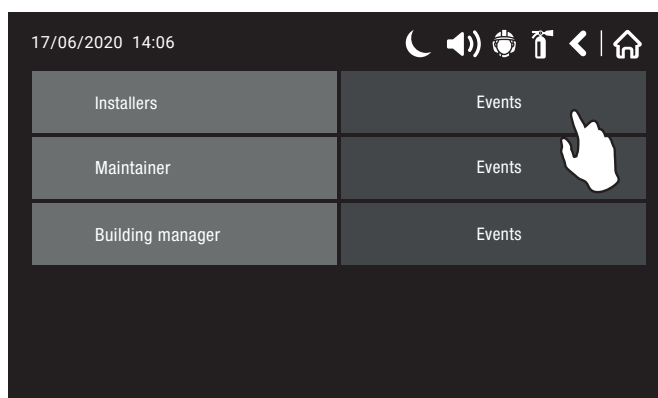 17/06/2020 14:06
Installers Events
Maintainer Events
Building manager Events